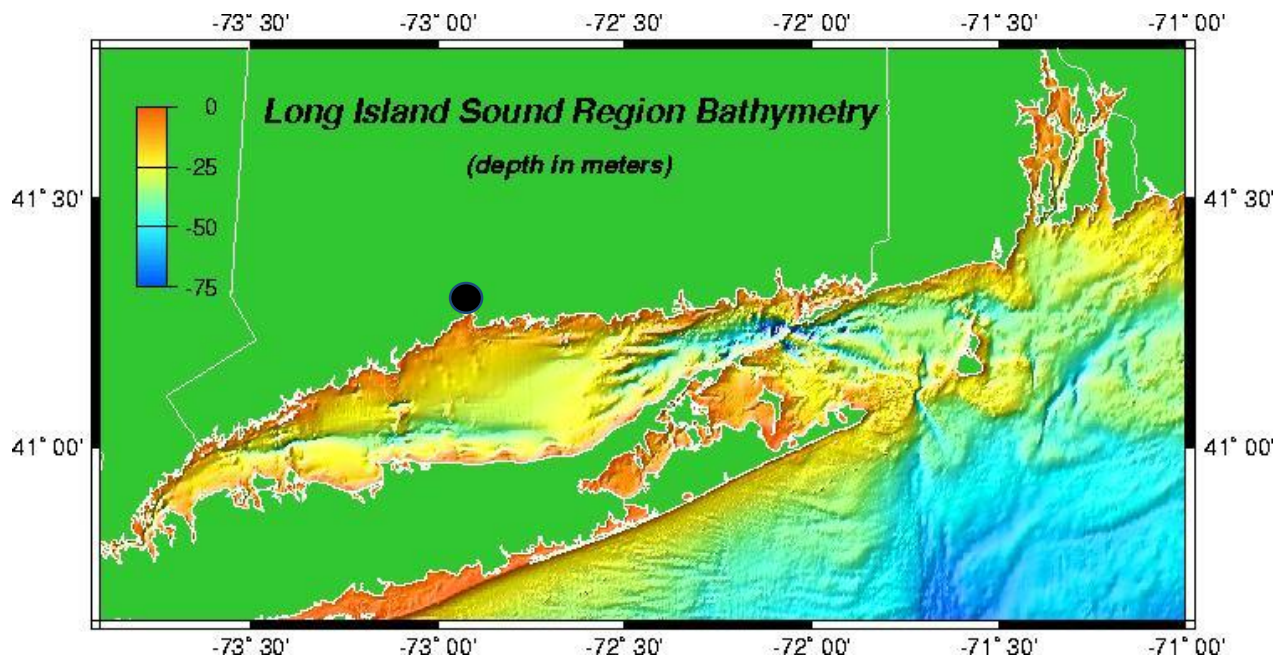 -73° 30' -73° 00' -72° 30' -72° 00' -71° 30' -71° 00'
Long Island Sound Region Bathymetry
(depth in meters)
0
-25
-50
-75
41° 30' 41° 30'
41° 00' 41° 00'
-73° 30' -73° 00' -72° 30' -72° 00' -71° 30' -71° 00'